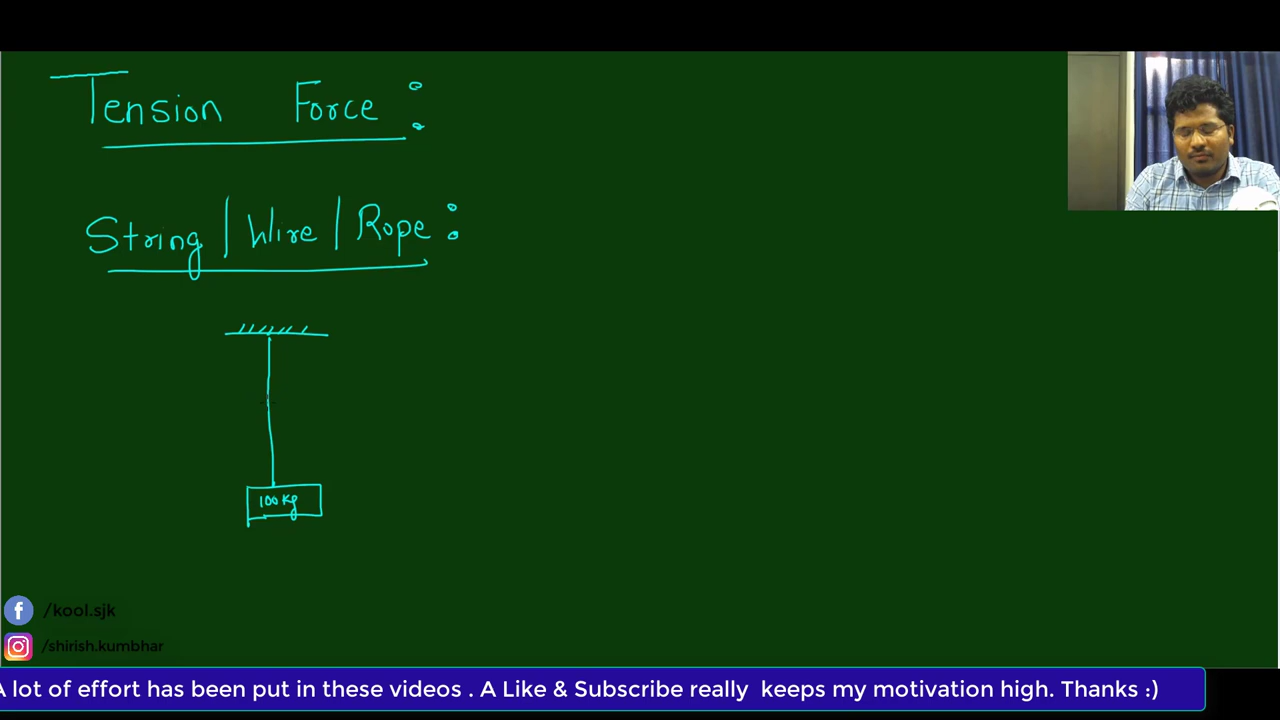 Tension Force :
String / Wire / Rope :
100 Kg
/kool.sjk
/shirish.kumbhar
A lot of effort has been put in these videos . A Like & Subscribe really keeps my motivation high. Thanks :)